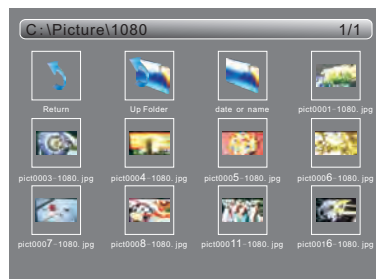 C:\Picture\1080 1/1
Return Up Folder date or name pict0001-1080. jpg
pict0003-1080. jpg pict0004-1080. jpg pict0005-1080. jpg pict0006-1080. jpg
pict0007-1080. jpg pict0008-1080. jpg pict00011-1080. jpg pict0016-1080. jpg